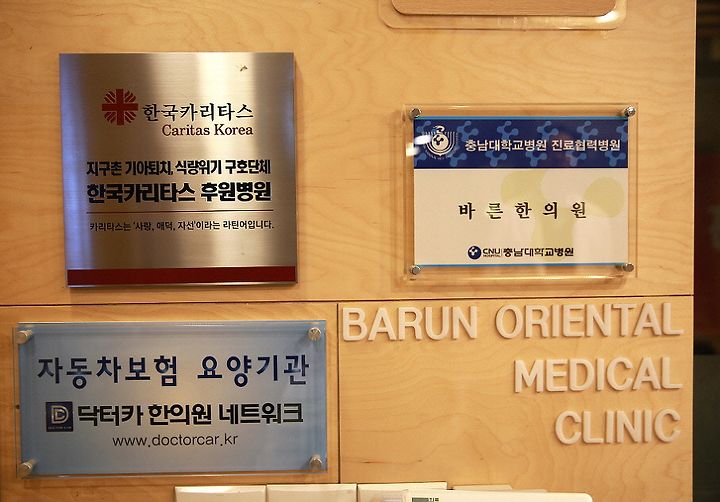 한국카리타스
Caritas Korea
지구촌 기아퇴치, 식량위기 구호단체
한국카리타스 후원병원
카리타스는 '사랑, 애덕, 자선'이라는 라틴어입니다.
충남대학교병원 진료협력병원
바른한의원
CNU 충남대학교병원
자동차보험 요양기관
닥터카 한의원 네트워크
www.doctorcar.kr
BARUN ORIENTAL
MEDICAL
CLINIC